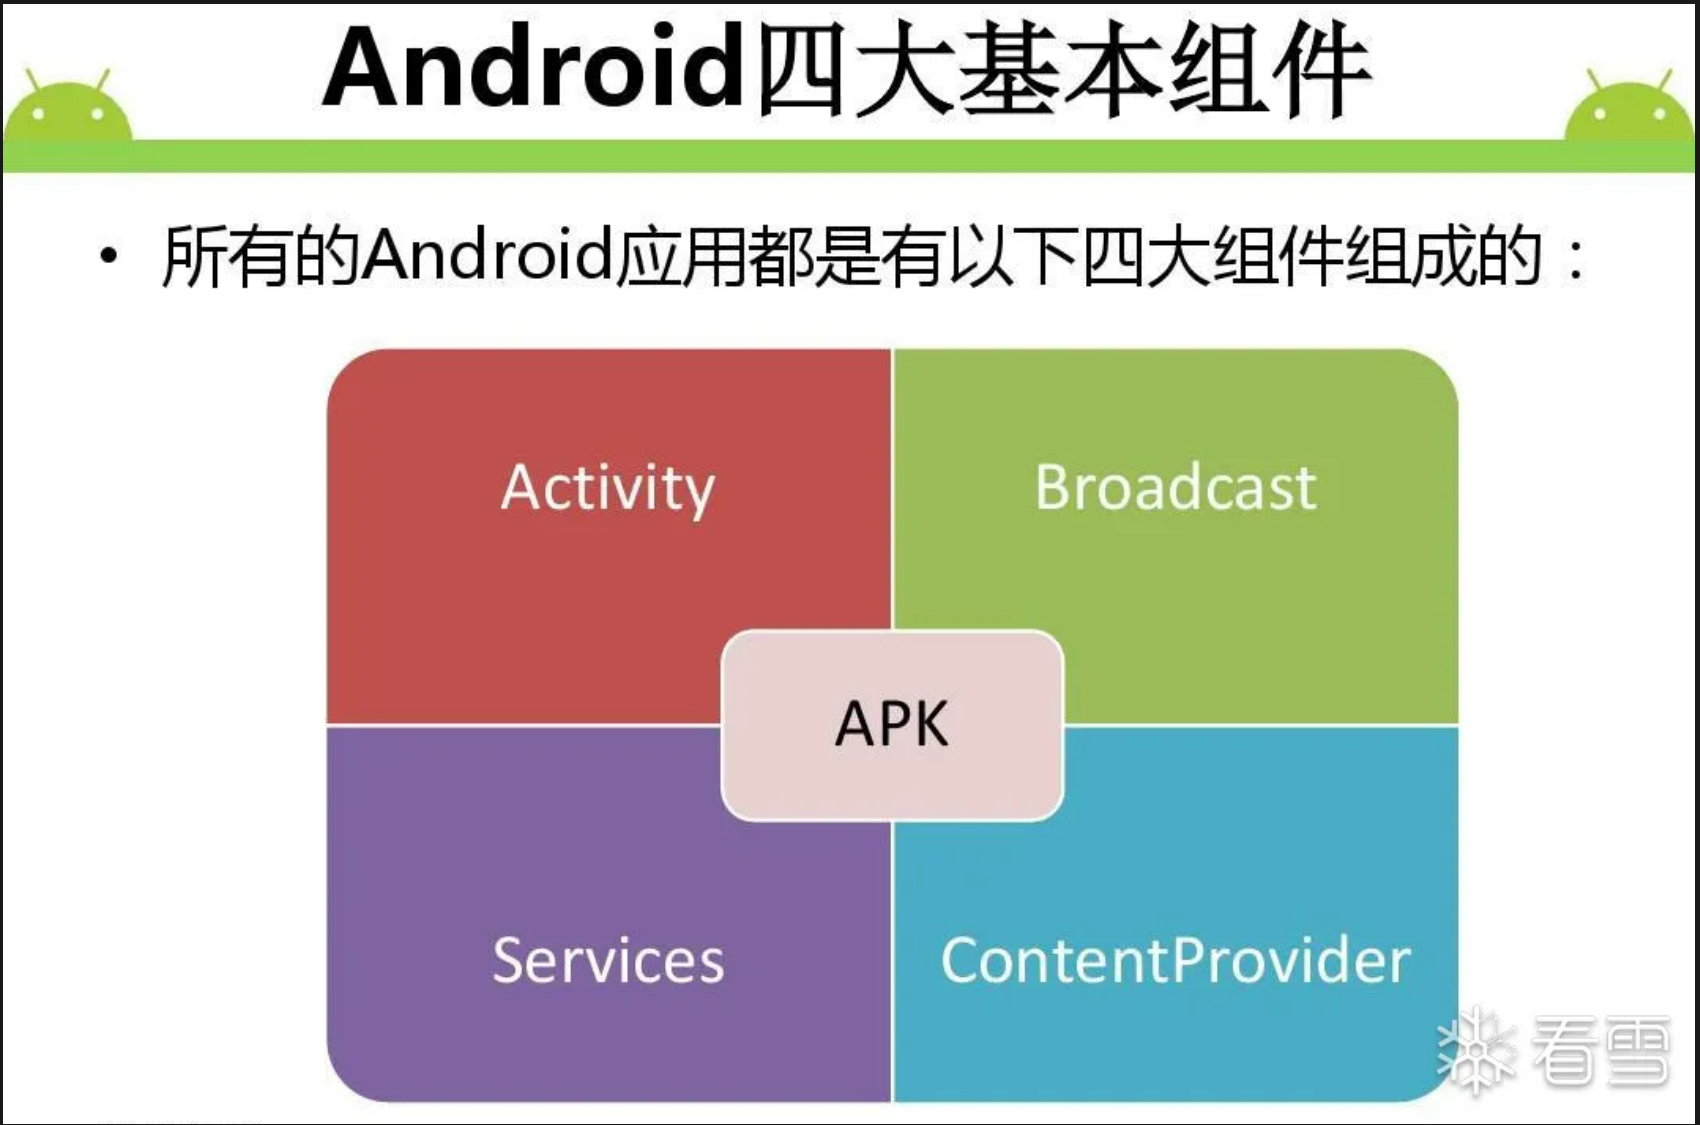 Android四大基本组件
• 所有的Android应用都是有以下四大组件组成的：
Activity
Broadcast
APK
Services
ContentProvider
看雪